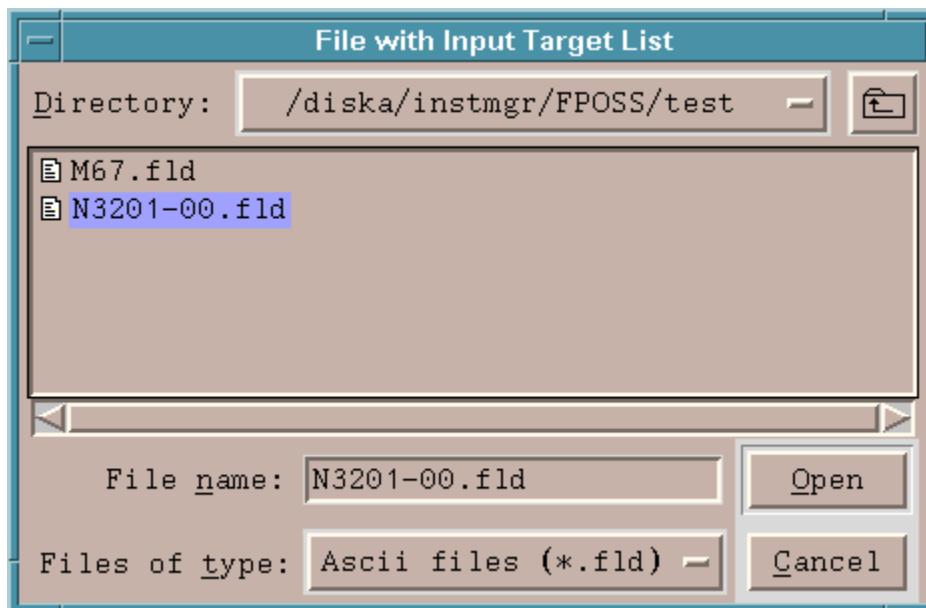 File with Input Target List
Directory: /diska/instmgr/FPOSS/test
M67.fld
N3201-00.fld
File name: N3201-00.fld Open
Files of type: Ascii files (*.fld) Cancel